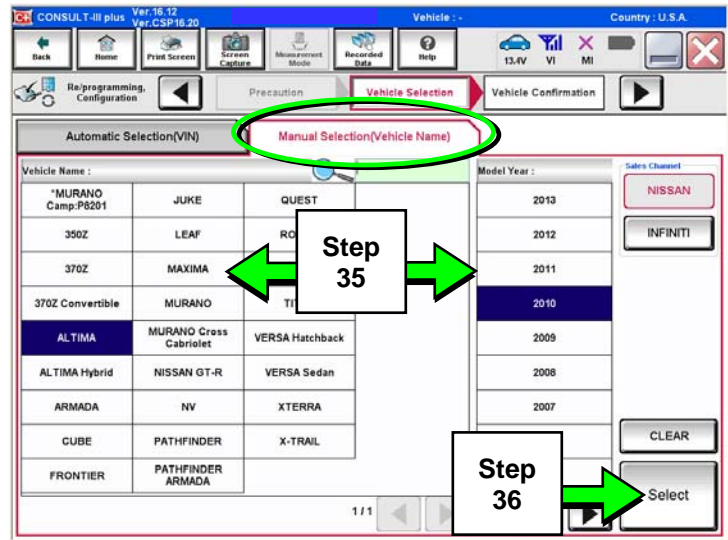 CONSULT-III plus Ver.16.12 Ver.CSP16.20 Vehicle : - Country : U.S.A.
Back Home Print Screen Screen Capture Measurement Mode Recorded Data Help 13.4V VI MI
Re/programming, Configuration Precaution Vehicle Selection Vehicle Confirmation
Automatic Selection(VIN) Manual Selection(Vehicle Name)
Vehicle Name : Model Year : Sales Channel
*MURANO Camp:P8201 JUKE QUEST 2013 NISSAN
350Z LEAF RO 2012 INFINITI
Step 35
370Z MAXIMA 2011
370Z Convertible MURANO TI 2010
ALTIMA MURANO Cross Cabriolet VERSA Hatchback 2009
ALTIMA Hybrid NISSAN GT-R VERSA Sedan 2008
ARMADA NV XTERRA 2007
CUBE PATHFINDER X-TRAIL CLEAR
FRONTIER PATHFINDER ARMADA
Step 36
Select
1/1